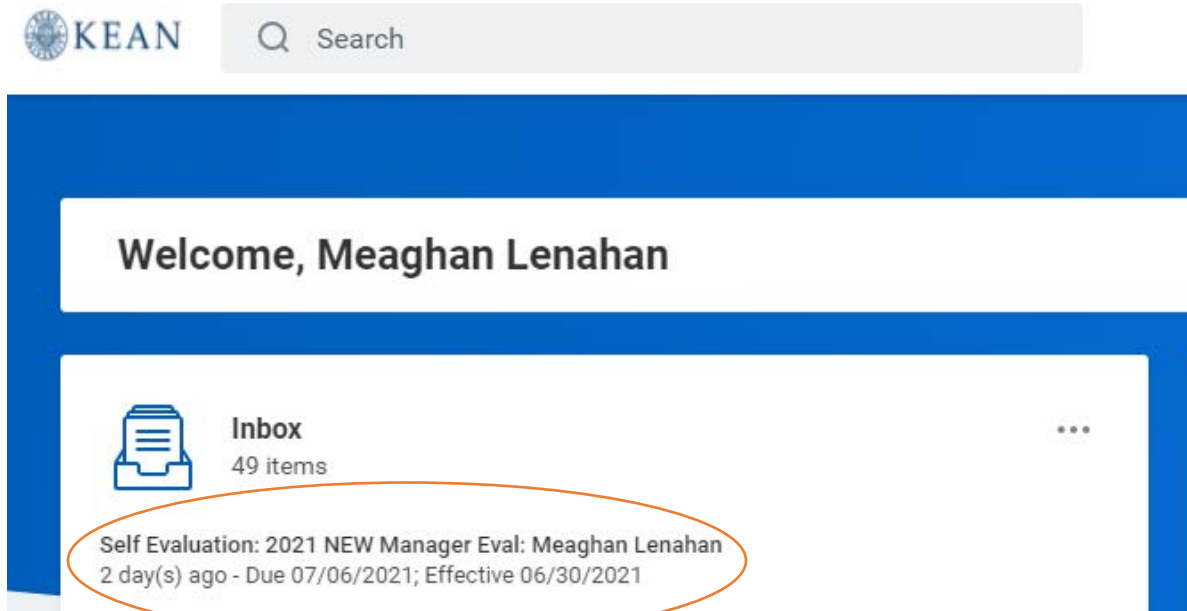 KEAN
Search
Welcome, Meaghan Lenahan
Inbox
49 items
Self Evaluation: 2021 NEW Manager Eval: Meaghan Lenahan
2 day(s) ago - Due 07/06/2021; Effective 06/30/2021